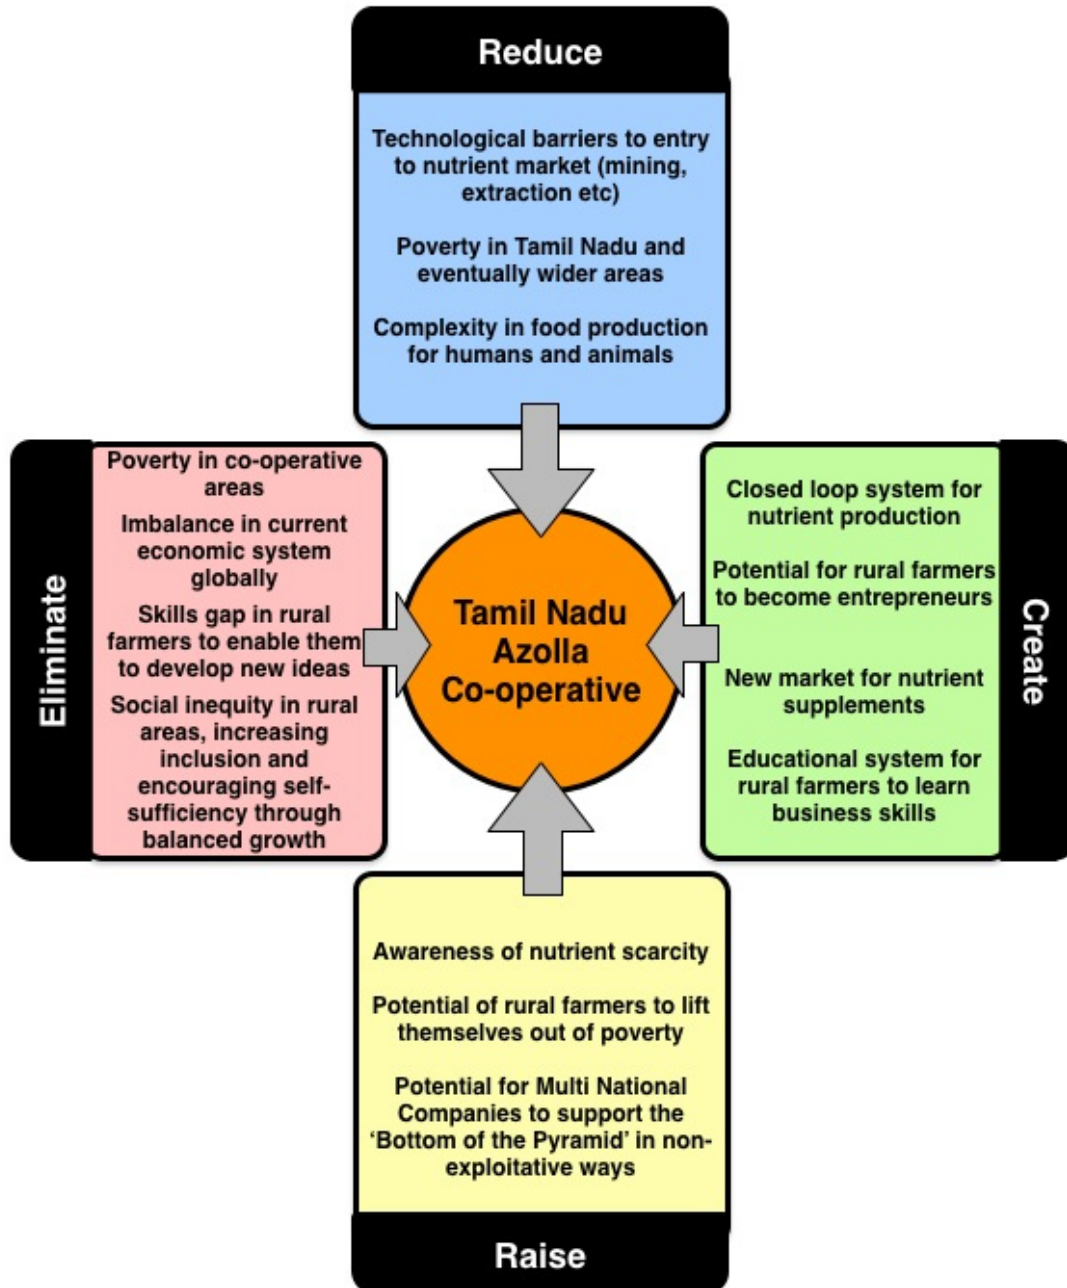 Reduce
Technological barriers to entry
to nutrient market (mining,
extraction etc)
Poverty in Tamil Nadu and
eventually wider areas
Complexity in food production
for humans and animals
Eliminate
Poverty in co-operative
areas
Imbalance in current
economic system
globally
Skills gap in rural
farmers to enable them
to develop new ideas
Social inequity in rural
areas, increasing
inclusion and
encouraging self-
sufficiency through
balanced growth
Tamil Nadu
Azolla
Co-operative
Closed loop system for
nutrient production
Potential for rural farmers
to become entrepreneurs
New market for nutrient
supplements
Educational system for
rural farmers to learn
business skills
Create
Awareness of nutrient scarcity
Potential of rural farmers to lift
themselves out of poverty
Potential for Multi National
Companies to support the
‘Bottom of the Pyramid’ in non-
exploitative ways
Raise